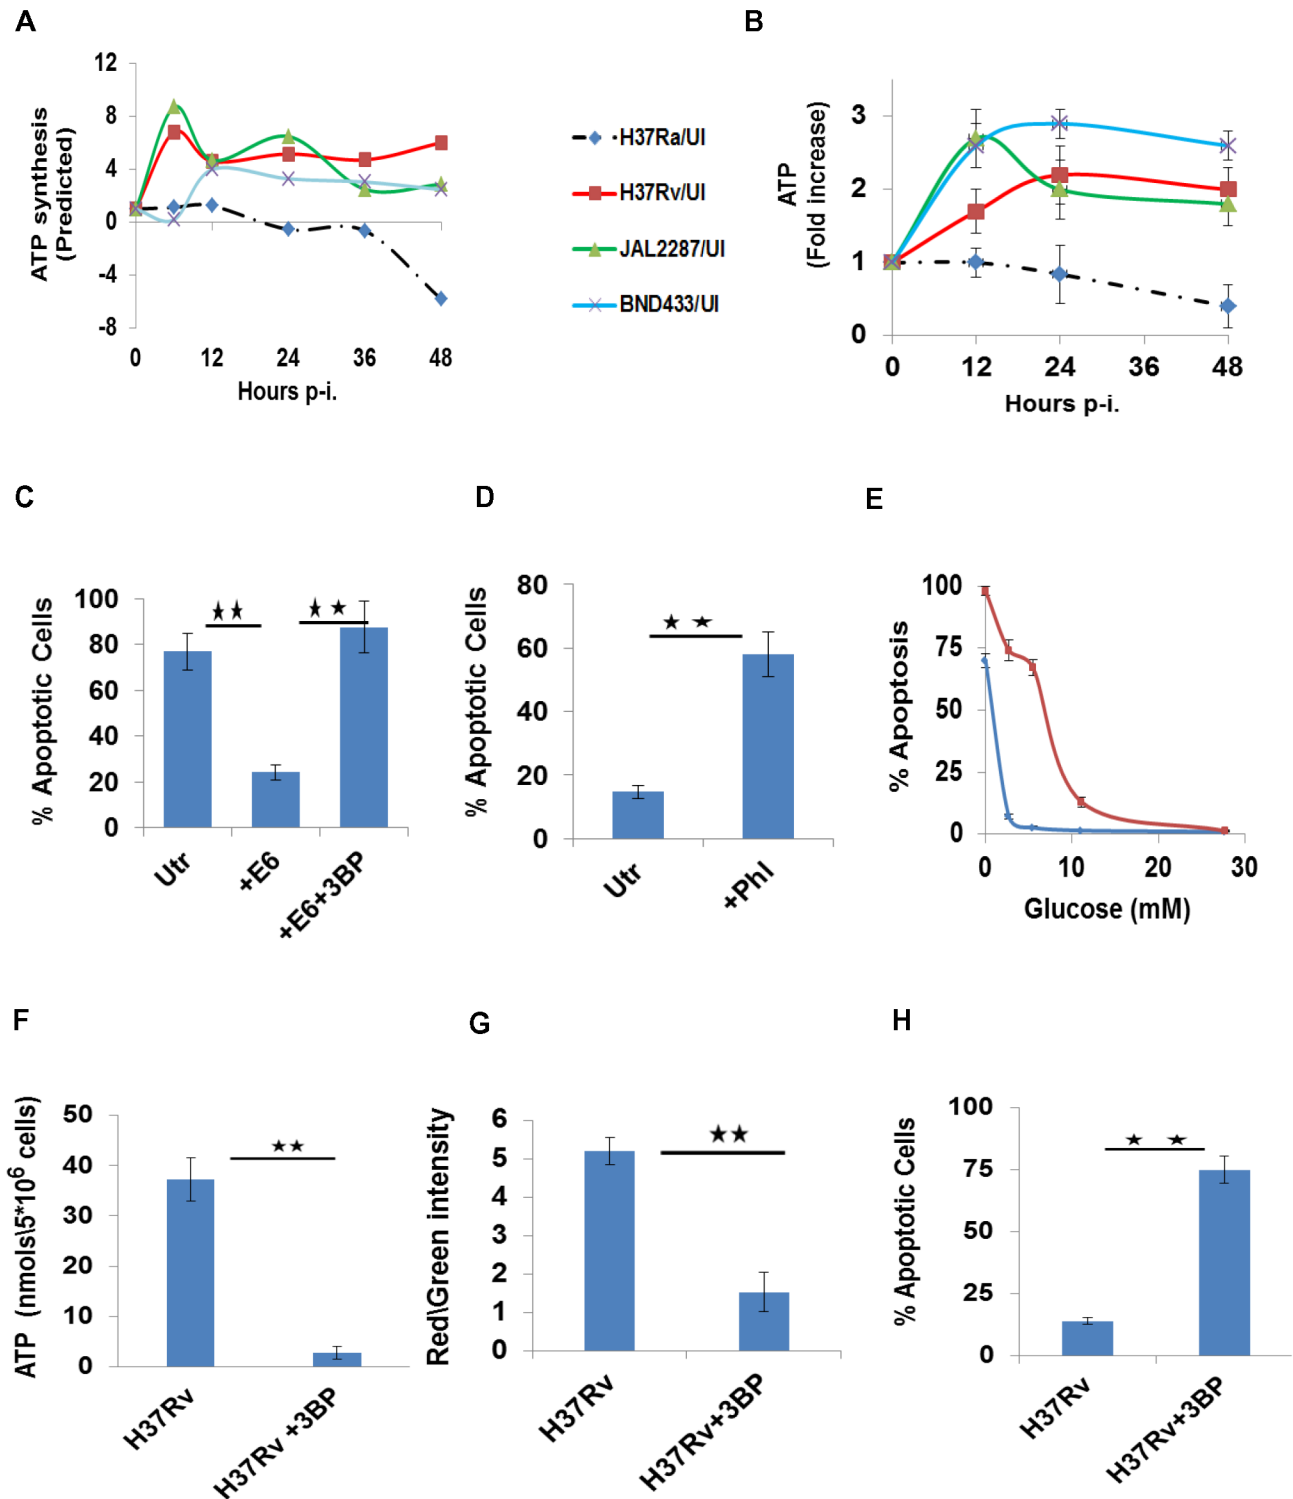 A
12
8
4
0
-4
-8
ATP synthesis
(Predicted)
0 12 24 36 48
Hours p-i.
H37Ra/UI
H37Rv/UI
JAL2287/UI
BND433/UI
B
3
2
1
0
ATP
(Fold increase)
0 12 24 36 48
Hours p-i.
C
100
80
60
40
20
0
% Apoptotic Cells
Utr
+E6
+E6+3BP
D
80
60
40
20
0
% Apoptotic Cells
Utr
+Phl
E
100
75
50
25
0
% Apoptosis
0 10 20 30
Glucose (mM)
F
50
40
30
20
10
0
ATP (nmols\5*10⁶ cells)
H37Rv
H37Rv +3BP
G
6
5
4
3
2
1
0
Red\Green intensity
H37Rv
H37Rv+3BP
H
100
75
50
25
0
% Apoptotic Cells
H37Rv
H37Rv+3BP